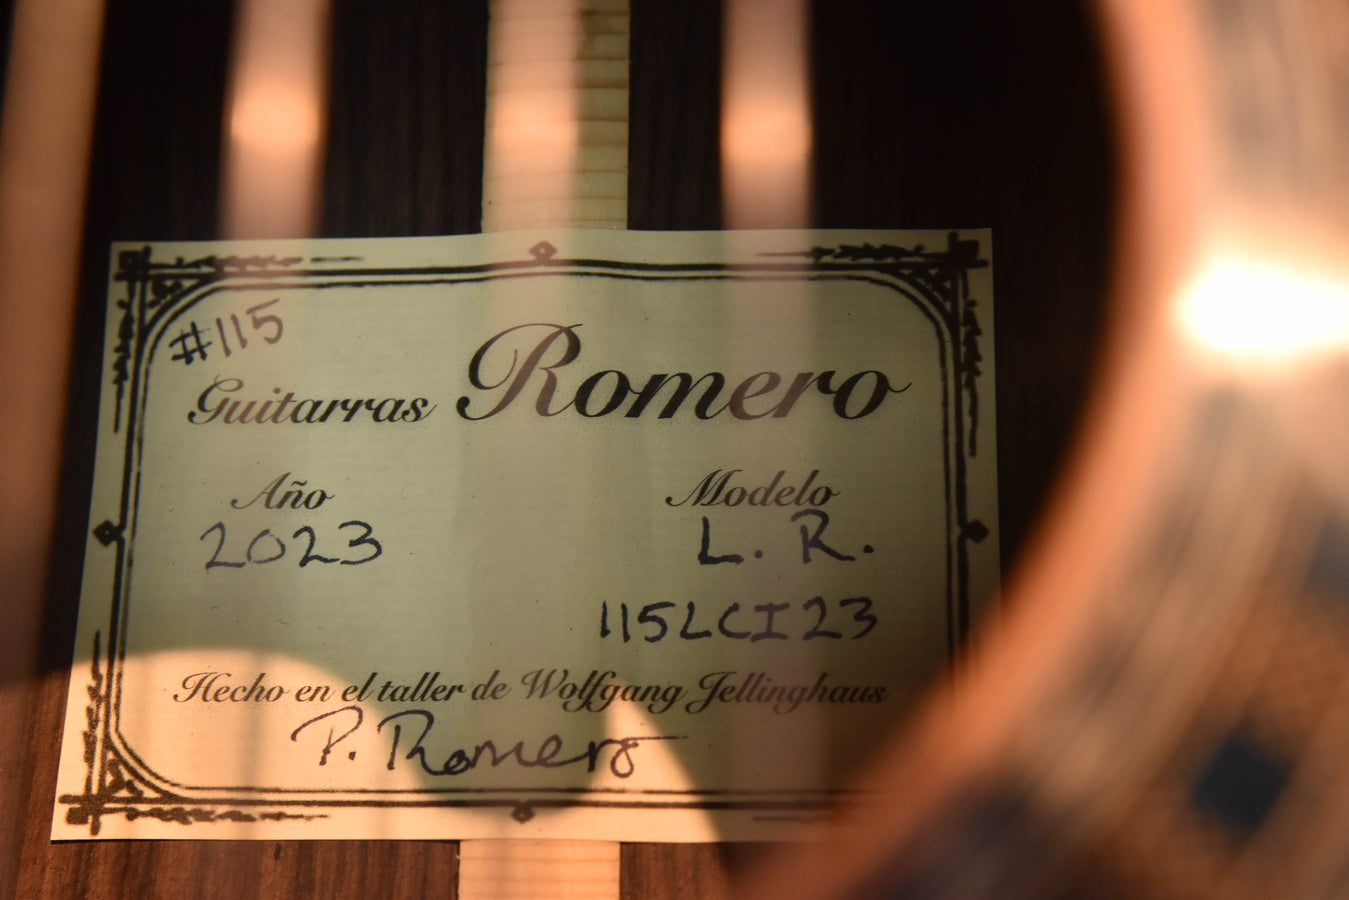 #115
Guitarras Romero
Año Modelo
2023 L. R.
115LCI23
Hecho en el taller de Wolfgang Jellinghaus
P. Romero